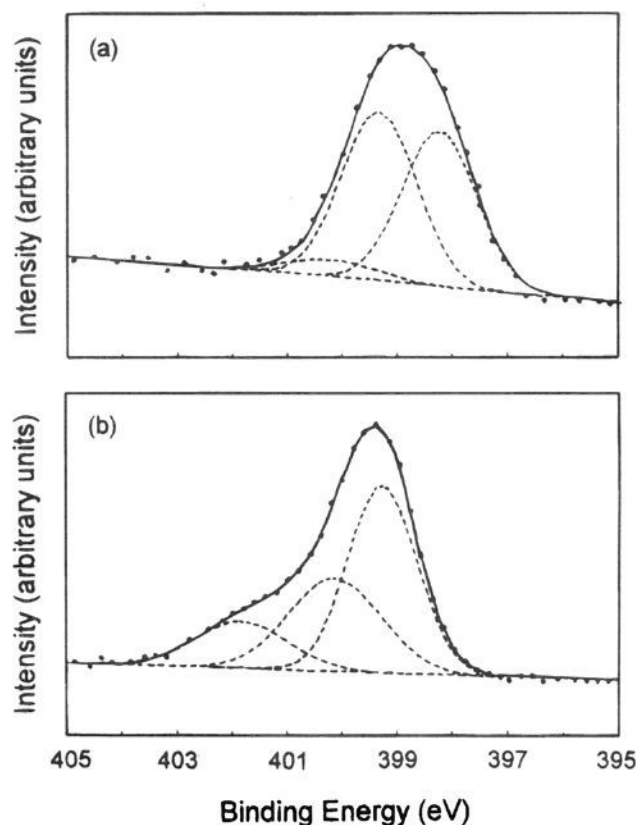 (a)
Intensity (arbitrary units)
(b)
Intensity (arbitrary units)
405 403 401 399 397 395
Binding Energy (eV)